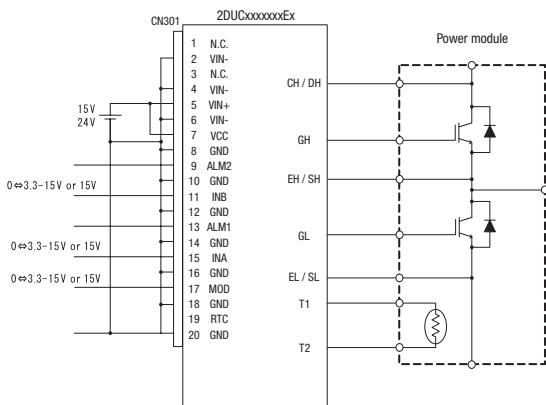 CN301
2DUCxxxxxxxEx
Power module
1 N.C.
2 VIN-
3 N.C.
4 VIN-
5 VIN+
6 VIN-
7 VCC
8 GND
9 ALM2
10 GND
11 INB
12 GND
13 ALM1
14 GND
15 INA
16 GND
17 MOD
18 GND
19 RTC
20 GND
15V
24V
0⇔3.3-15V or 15V
0⇔3.3-15V or 15V
0⇔3.3-15V or 15V
CH / DH
GH
EH / SH
GL
EL / SL
T1
T2